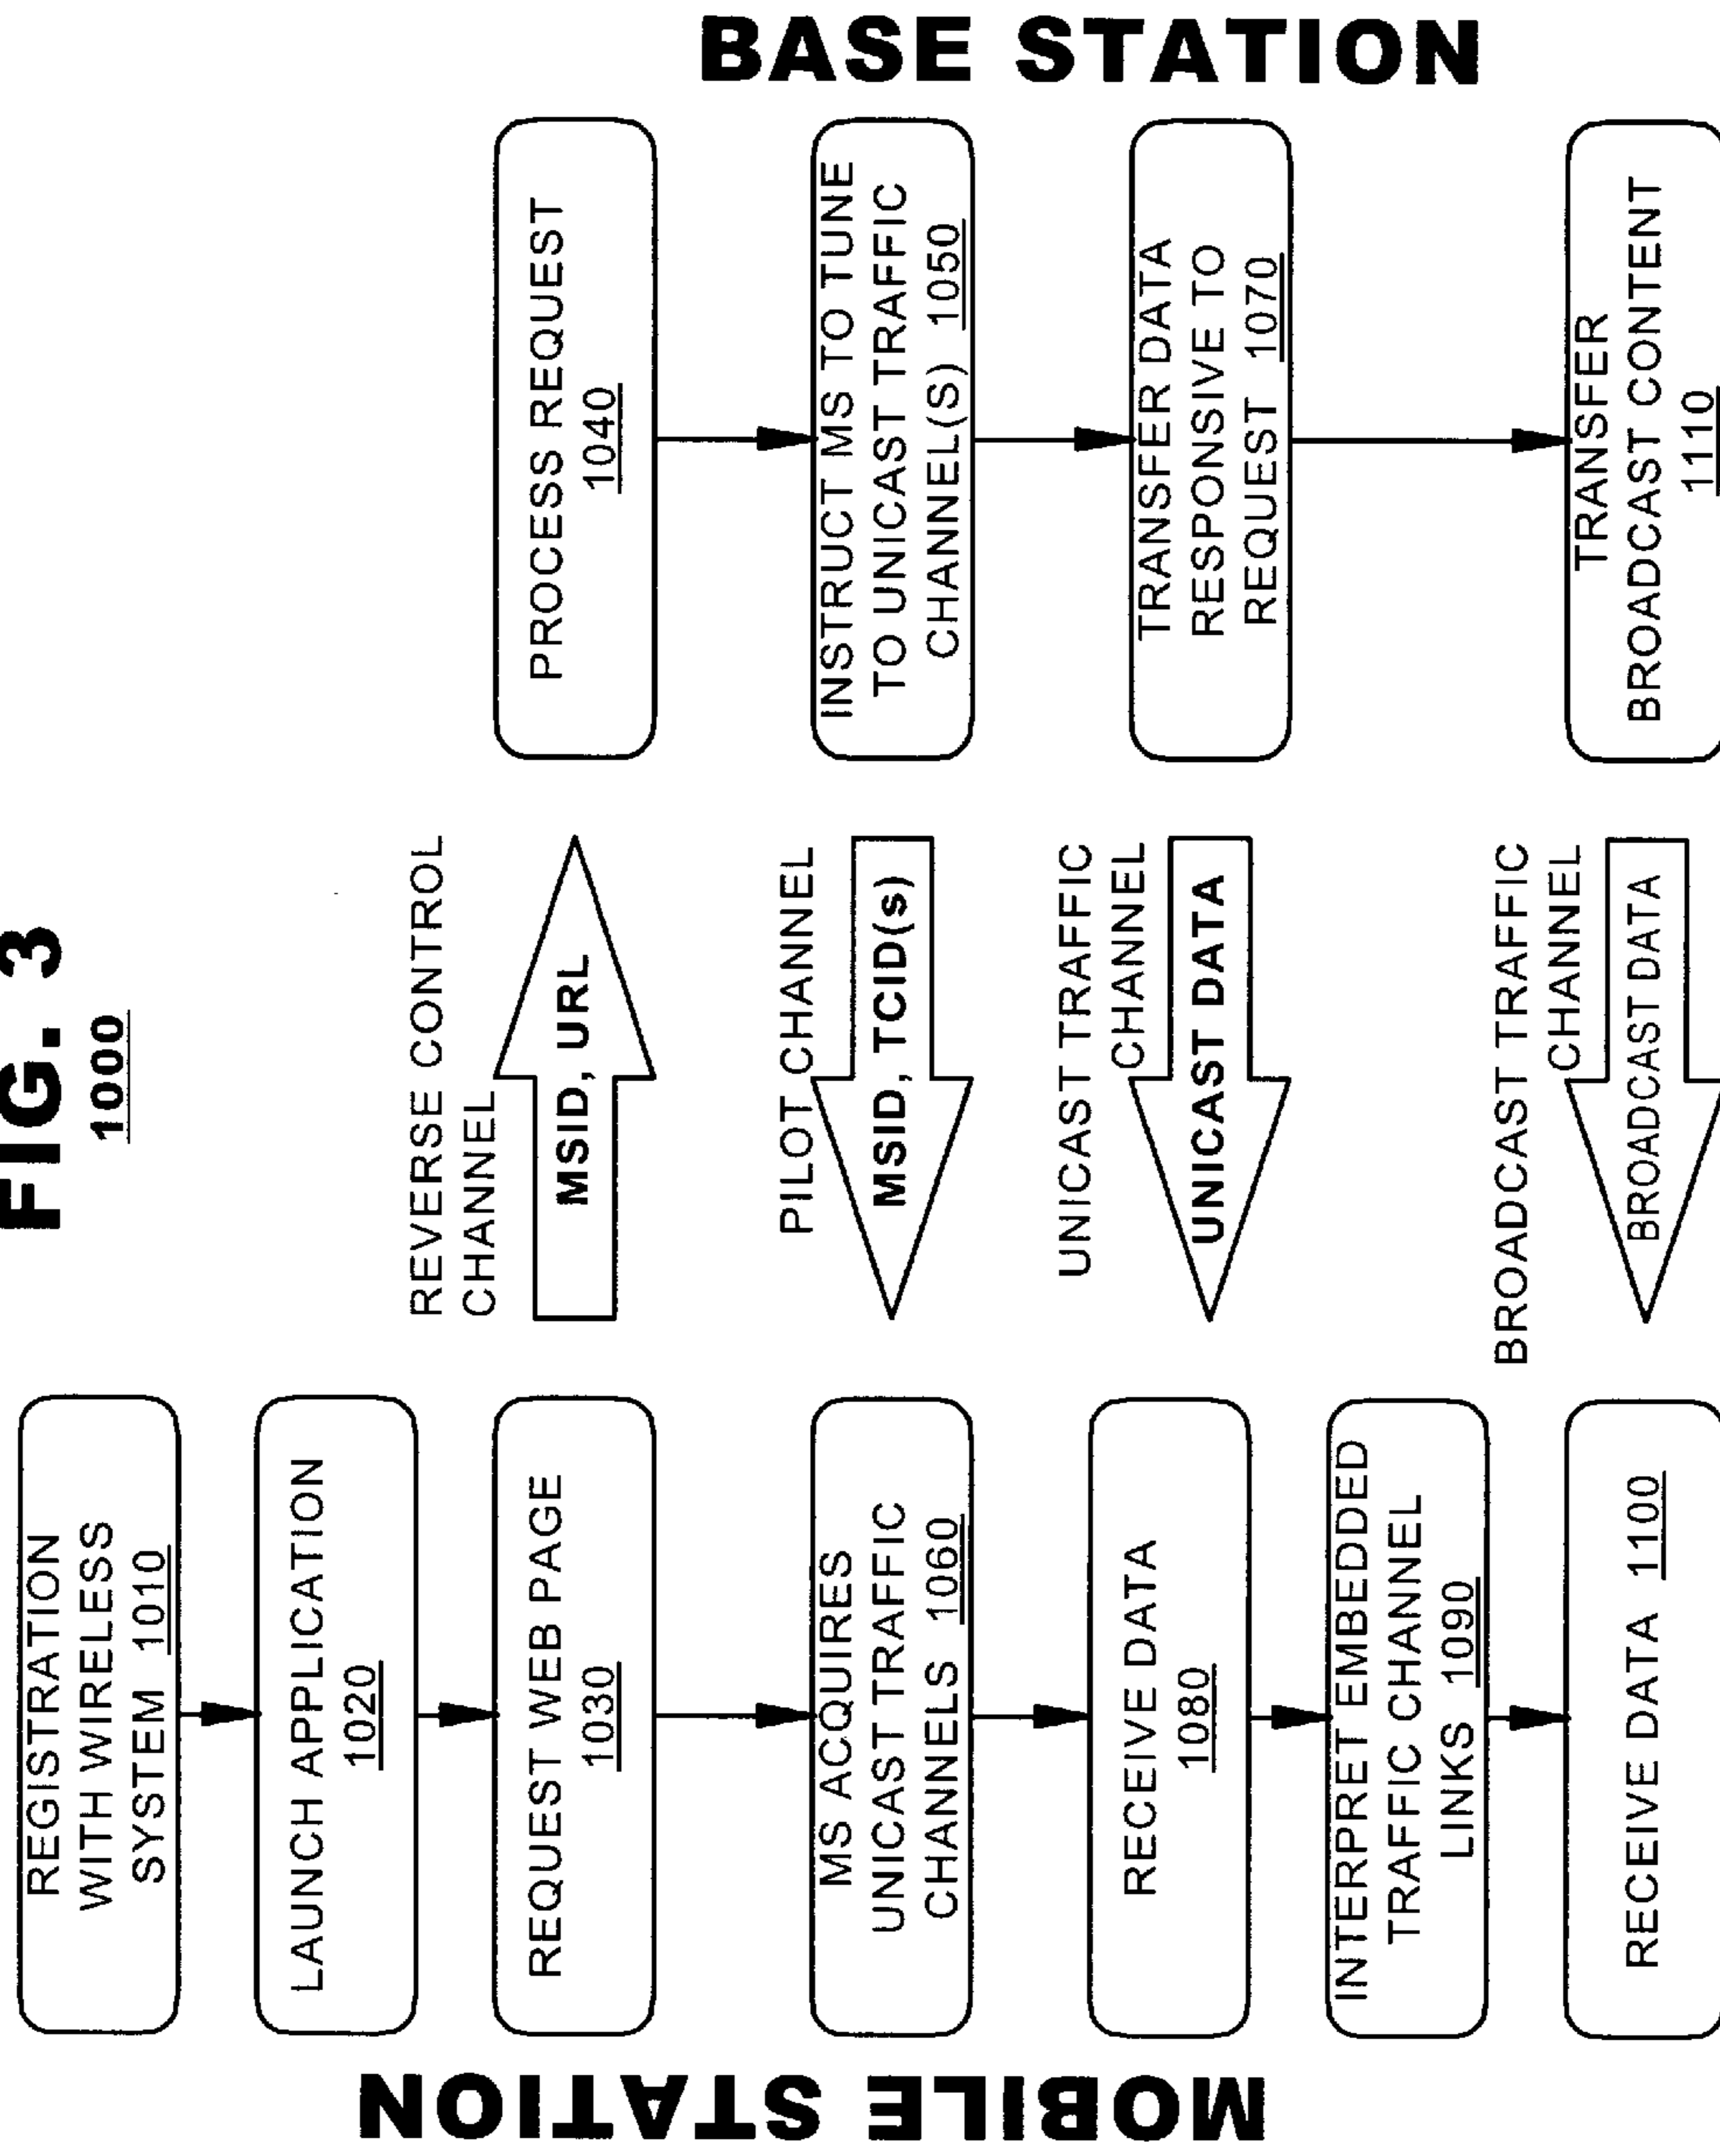 FIG. 3
1000
MOBILE STATION
BASE STATION
REGISTRATION
WITH WIRELESS
SYSTEM 1010
LAUNCH APPLICATION
1020
REQUEST WEB PAGE
1030
REVERSE CONTROL
CHANNEL
MSID, URL
PROCESS REQUEST
1040
MS ACQUIRES
UNICAST TRAFFIC
CHANNELS 1060
PILOT CHANNEL
MSID, TCID(s)
INSTRUCT MS TO TUNE
TO UNICAST TRAFFIC
CHANNEL(S) 1050
RECEIVE DATA
1080
UNICAST TRAFFIC
CHANNEL
UNICAST DATA
TRANSFER DATA
RESPONSIVE TO
REQUEST 1070
INTERPRET EMBEDDED
TRAFFIC CHANNEL
LINKS 1090
RECEIVE DATA 1100
BROADCAST TRAFFIC
CHANNEL
BROADCAST DATA
TRANSFER
BROADCAST CONTENT
1110